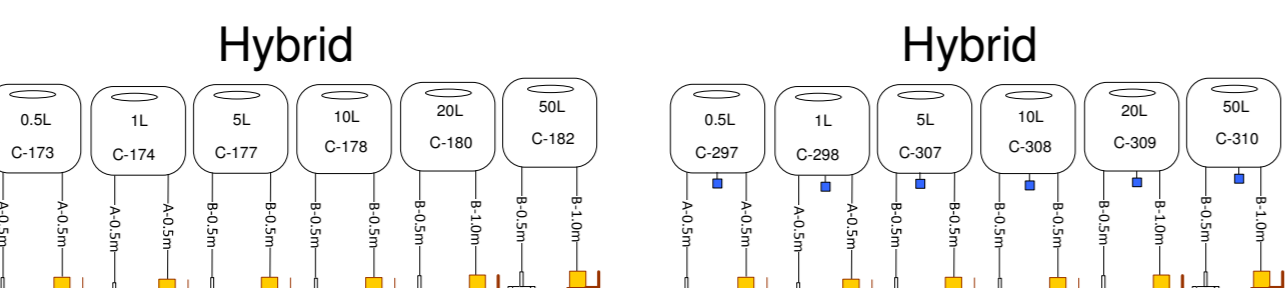 Hybrid
Hybrid
0.5L
C-173
1L
C-174
5L
C-177
10L
C-178
20L
C-180
50L
C-182
0.5L
C-297
1L
C-298
5L
C-307
10L
C-308
20L
C-309
50L
C-310
A-0.5m
A-0.5m
A-0.5m
A-0.5m
B-0.5m
B-0.5m
B-0.5m
B-0.5m
B-0.5m
B-1.0m
B-0.5m
B-1.0m
A-0.5m
A-0.5m
A-0.5m
A-0.5m
B-0.5m
B-0.5m
B-0.5m
B-0.5m
B-0.5m
B-1.0m
B-0.5m
B-1.0m